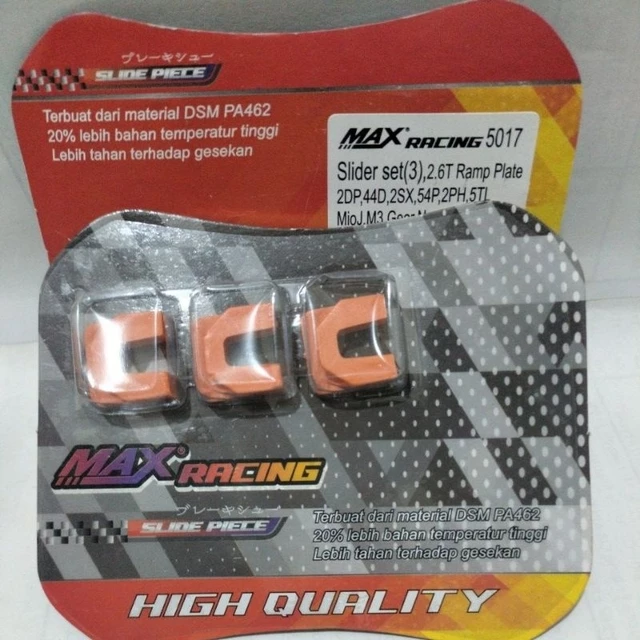 ブレーキシュー
SLIDE PIECE
Terbuat dari material DSM PA462
20% lebih bahan temperatur tinggi
Lebih tahan terhadap gesekan
MAX® RACING 5017
Slider set(3),2.6T Ramp Plate
2DP,44D,2SX,54P,2PH,5TL
MioJ,M3,
MAX® RACING
ブレーキシュー
SLIDE PIECE
Terbuat dari material DSM PA462
20% lebih bahan temperatur tinggi
Lebih tahan terhadap gesekan
HIGH QUALITY